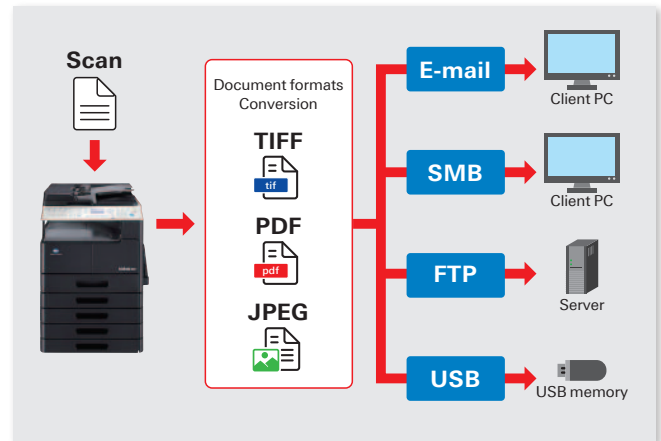 Scan
Document formats
Conversion
TIFF
tif
PDF
pdf
JPEG
E-mail
Client PC
SMB
Client PC
FTP
Server
USB
USB memory